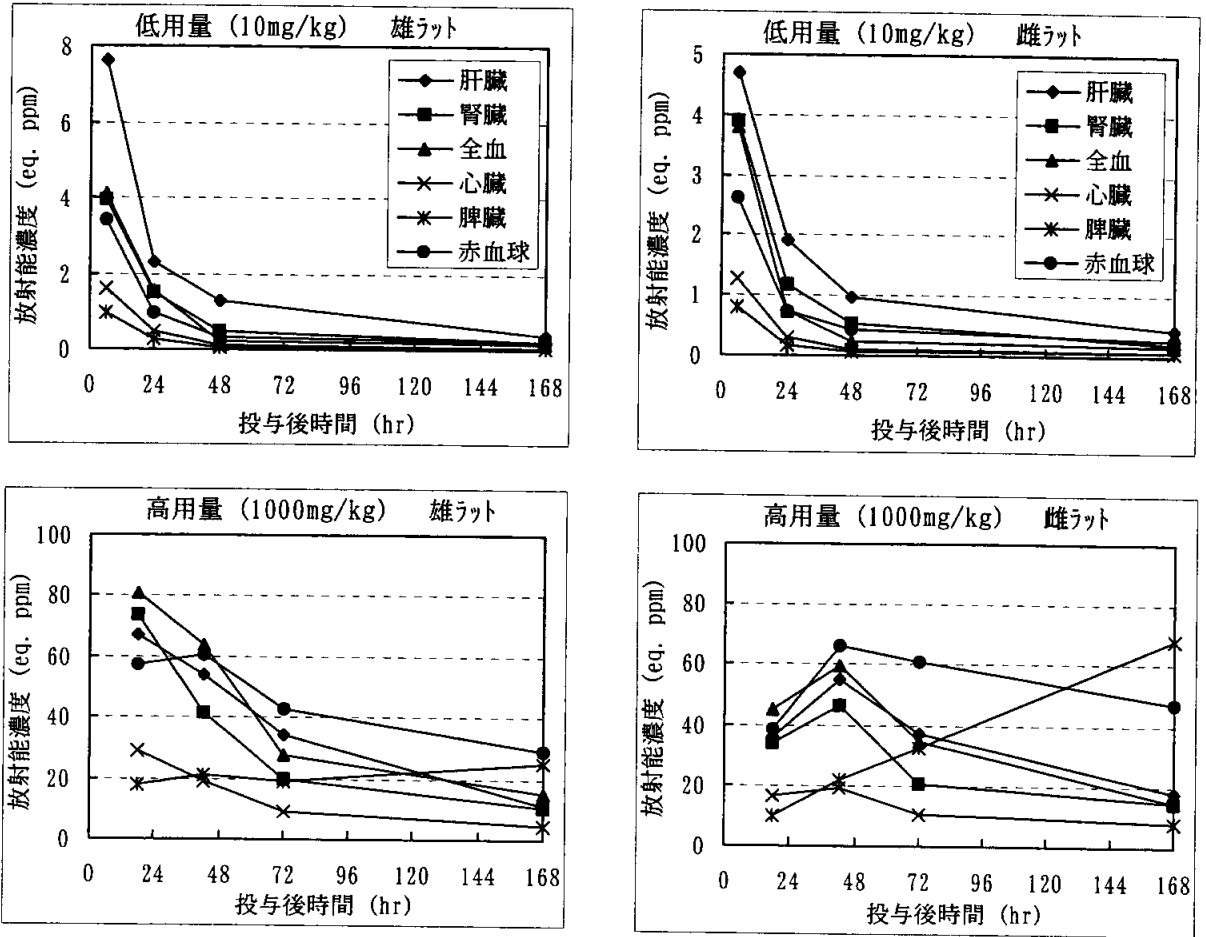 低用量 (10mg/kg) 雄ラット
放射能濃度 (eq. ppm)
8
6
4
2
0
肝臓
腎臓
全血
心臓
脾臓
赤血球
0 24 48 72 96 120 144 168
投与後時間 (hr)
低用量 (10mg/kg) 雌ラット
放射能濃度 (eq. ppm)
5
4
3
2
1
0
肝臓
腎臓
全血
心臓
脾臓
赤血球
0 24 48 72 96 120 144 168
投与後時間 (hr)
高用量 (1000mg/kg) 雄ラット
放射能濃度 (eq. ppm)
100
80
60
40
20
0
0 24 48 72 96 120 144 168
投与後時間 (hr)
高用量 (1000mg/kg) 雌ラット
放射能濃度 (eq. ppm)
100
80
60
40
20
0
0 24 48 72 96 120 144 168
投与後時間 (hr)